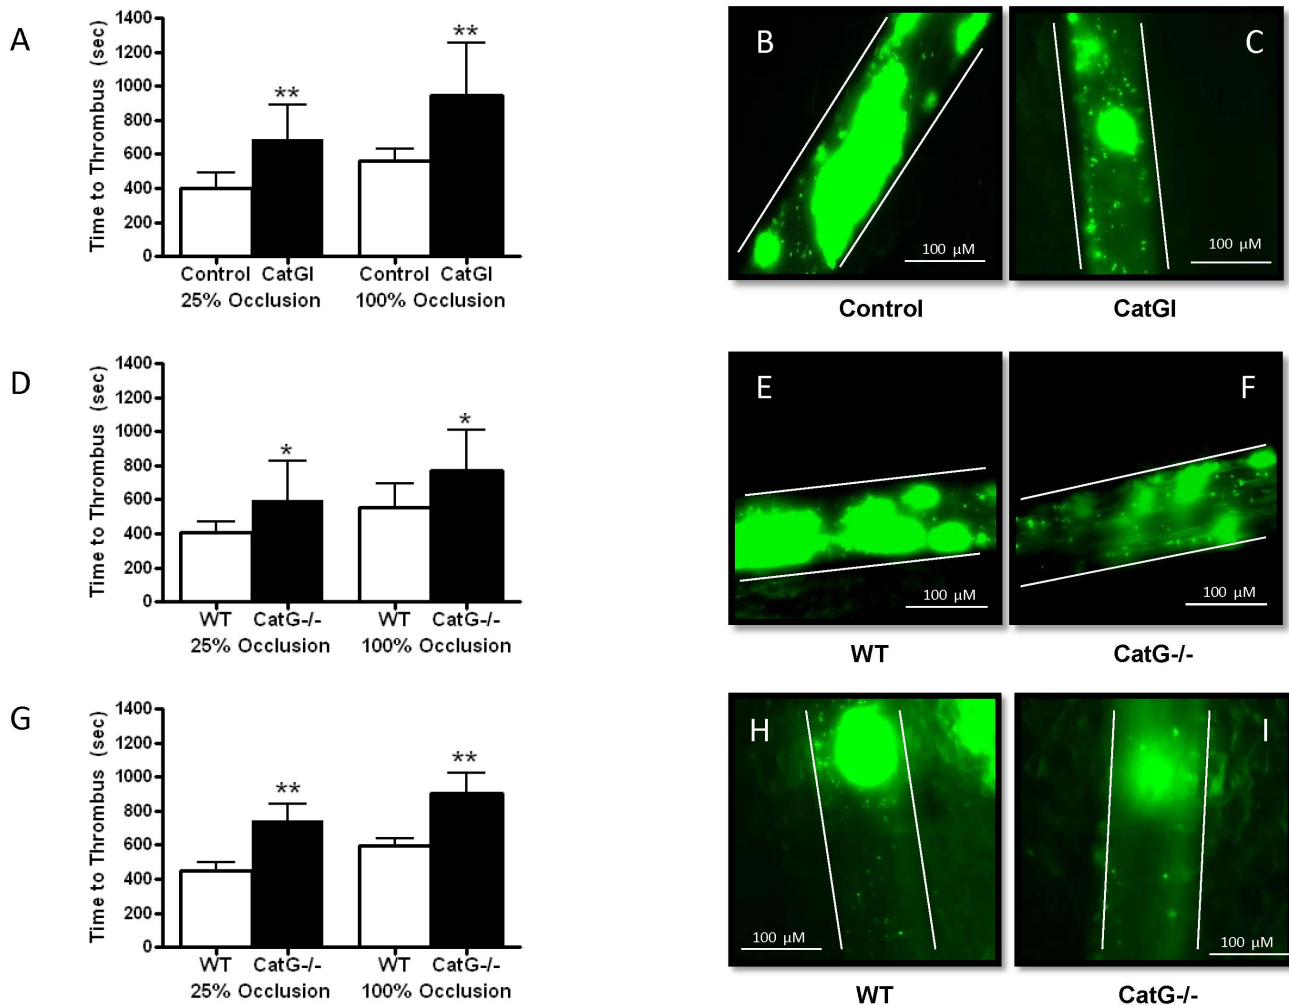 A
Time to Thrombus (sec)
1400
1200
1000
800
600
400
200
0
**
**
Control CatGI Control CatGI
25% Occlusion 100% Occlusion
B
100 µM
Control
C
100 µM
CatGI
D
Time to Thrombus (sec)
1400
1200
1000
800
600
400
200
0
*
*
WT CatG-/- WT CatG-/-
25% Occlusion 100% Occlusion
E
100 µM
WT
F
100 µM
CatG-/-
G
Time to Thrombus (sec)
1400
1200
1000
800
600
400
200
0
**
**
WT CatG-/- WT CatG-/-
25% Occlusion 100% Occlusion
H
100 µM
WT
I
100 µM
CatG-/-